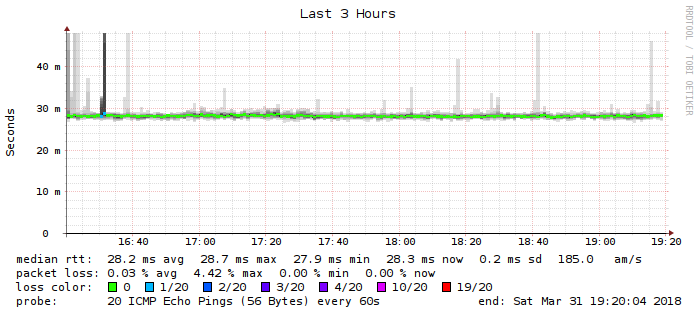 Last 3 Hours
RRDTOOL / TOBI OETIKER
Seconds
40 m
30 m
20 m
10 m
0
16:40 17:00 17:20 17:40 18:00 18:20 18:40 19:00 19:20
median rtt: 28.2 ms avg 28.7 ms max 27.9 ms min 28.3 ms now 0.2 ms sd 185.0 am/s
packet loss: 0.03 % avg 4.42 % max 0.00 % min 0.00 % now
loss color: 0 1/20 2/20 3/20 4/20 10/20 19/20
probe: 20 ICMP Echo Pings (56 Bytes) every 60s end: Sat Mar 31 19:20:04 2018